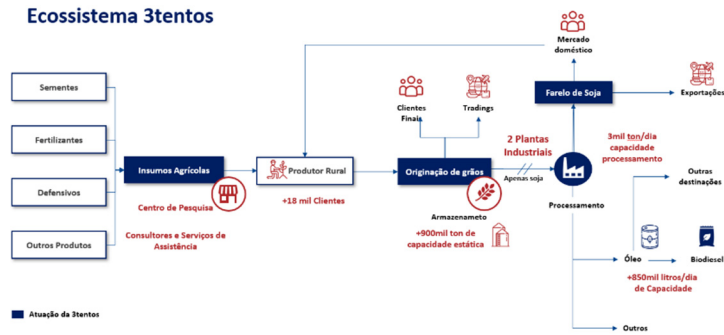 Ecossistema 3tentos
Sementes
Fertilizantes
Defensivos
Outros Produtos
Insumos Agrícolas
Centro de Pesquisa
Consultores e Serviços de
Assistência
Produtor Rural
+18 mil Clientes
Clientes
Finais
Tradings
Originação de grãos
Armazenameto
+900mil ton de
capacidade estática
2 Plantas
Industriais
Apenas soja
Processamento
Mercado
doméstico
Farelo de Soja
Exportações
3mil ton/dia
capacidade
processamento
Outras
destinações
Óleo
Biodiesel
+850mil litros/dia
de Capacidade
Outros
Atuação da 3tentos